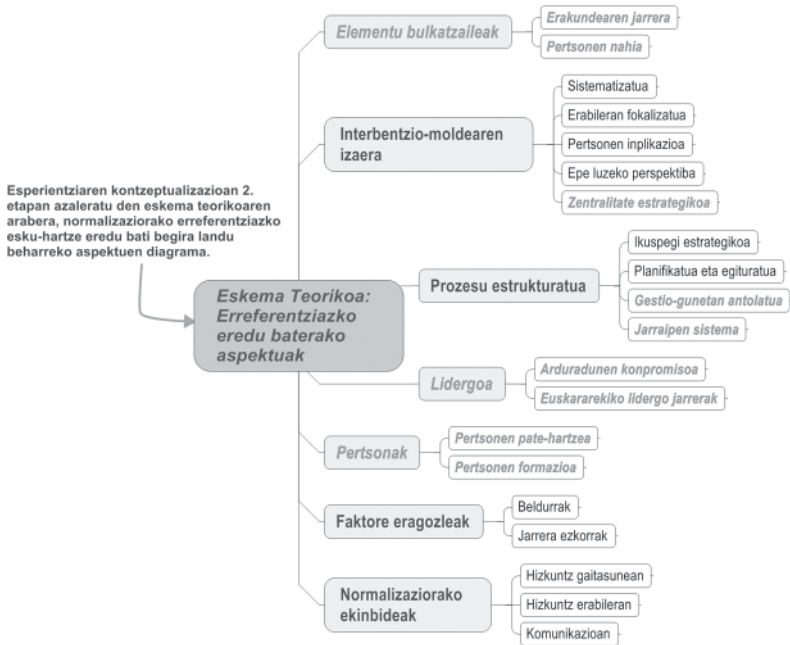 Elementu bulkatzaileak
Erakundearen jarrera
Pertsonen nahia
Interbentzio-moldearen
izaera
Sistematizatua
Erabileran fokalizatua
Pertsonen inplikazioa
Epe luzeko perspektiba
Zentralitate estrategikoa
Esperientziaren kontzeptualizazioan 2.
etapan azaleratu den eskema teorikoaren
arabera, normalizaziorako erreferentziazko
esku-hartze eredu bati begira landu
beharreko aspektuen diagrama.
Eskema Teorikoa:
Erreferentziazko
eredu baterako
aspektuak
Prozesu estrukturatua
Ikuspegi estrategikoa
Planifikatua eta egituratua
Gestio-gunetan antolatua
Jarraipen sistema
Lidergoa
Arduradunen konpromisoa
Euskararekiko lidergo jarrerak
Pertsonak
Pertsonen pate-hartzea
Pertsonen formazioa
Faktore eragozleak
Beldurrak
Jarrera ezkorrak
Normalizaziorako
ekinbideak
Hizkuntz gaitasunean
Hizkuntz erabileran
Komunikazioan